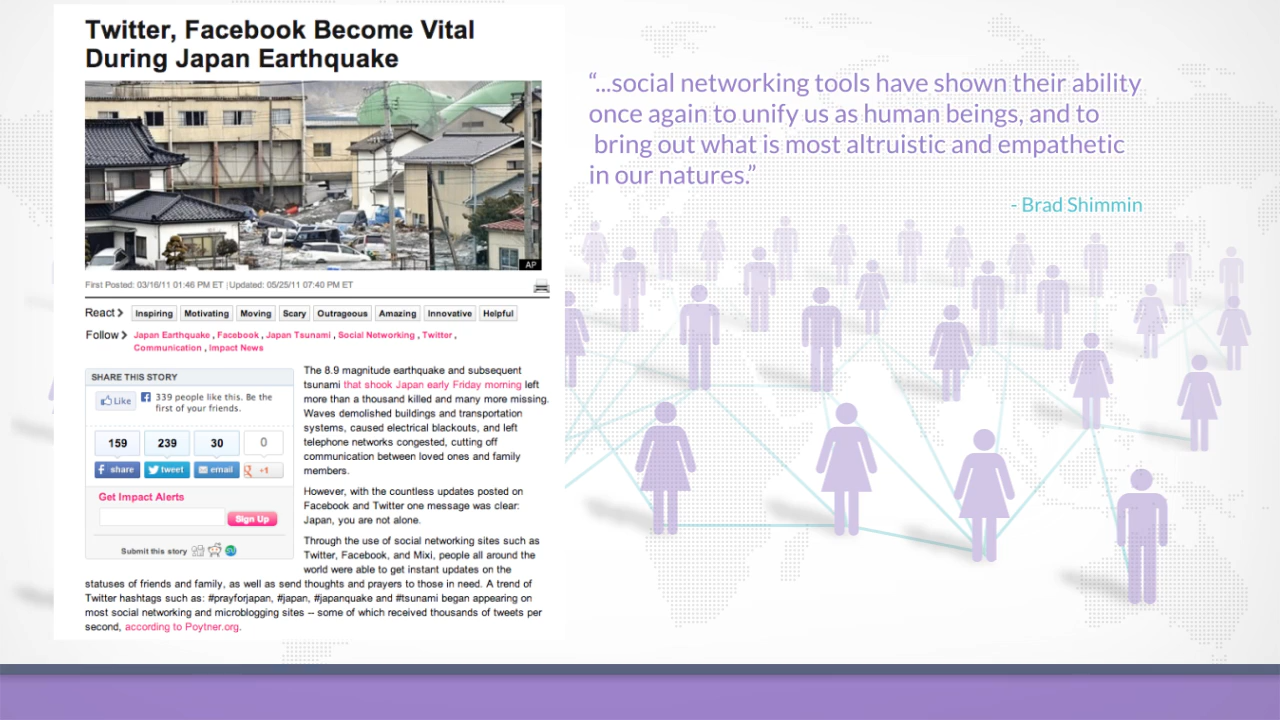 Twitter, Facebook Become Vital
During Japan Earthquake
AP
First Posted: 03/16/11 01:46 PM ET | Updated: 05/25/11 07:40 PM ET
React
Inspiring Motivating Moving Scary Outrageous Amazing Innovative Helpful
Follow
Japan Earthquake , Facebook , Japan Tsunami , Social Networking , Twitter ,
Communication , Impact News
SHARE THIS STORY
Like
339 people like this. Be the
first of your friends.
159 239 30 0
share tweet email +1
Get Impact Alerts
Sign Up
Submit this story
The 8.9 magnitude earthquake and subsequent
tsunami that shook Japan early Friday morning left
more than a thousand killed and many more missing.
Waves demolished buildings and transportation
systems, caused electrical blackouts, and left
telephone networks congested, cutting off
communication between loved ones and family
members.
However, with the countless updates posted on
Facebook and Twitter one message was clear:
Japan, you are not alone.
Through the use of social networking sites such as
Twitter, Facebook, and Mixi, people all around the
world were able to get instant updates on the
statuses of friends and family, as well as send thoughts and prayers to those in need. A trend of
Twitter hashtags such as: #prayforjapan, #japan, #japanquake and #tsunami began appearing on
most social networking and microblogging sites -- some of which received thousands of tweets per
second, according to Poytner.org.
“...social networking tools have shown their ability
once again to unify us as human beings, and to
bring out what is most altruistic and empathetic
in our natures.”
- Brad Shimmin